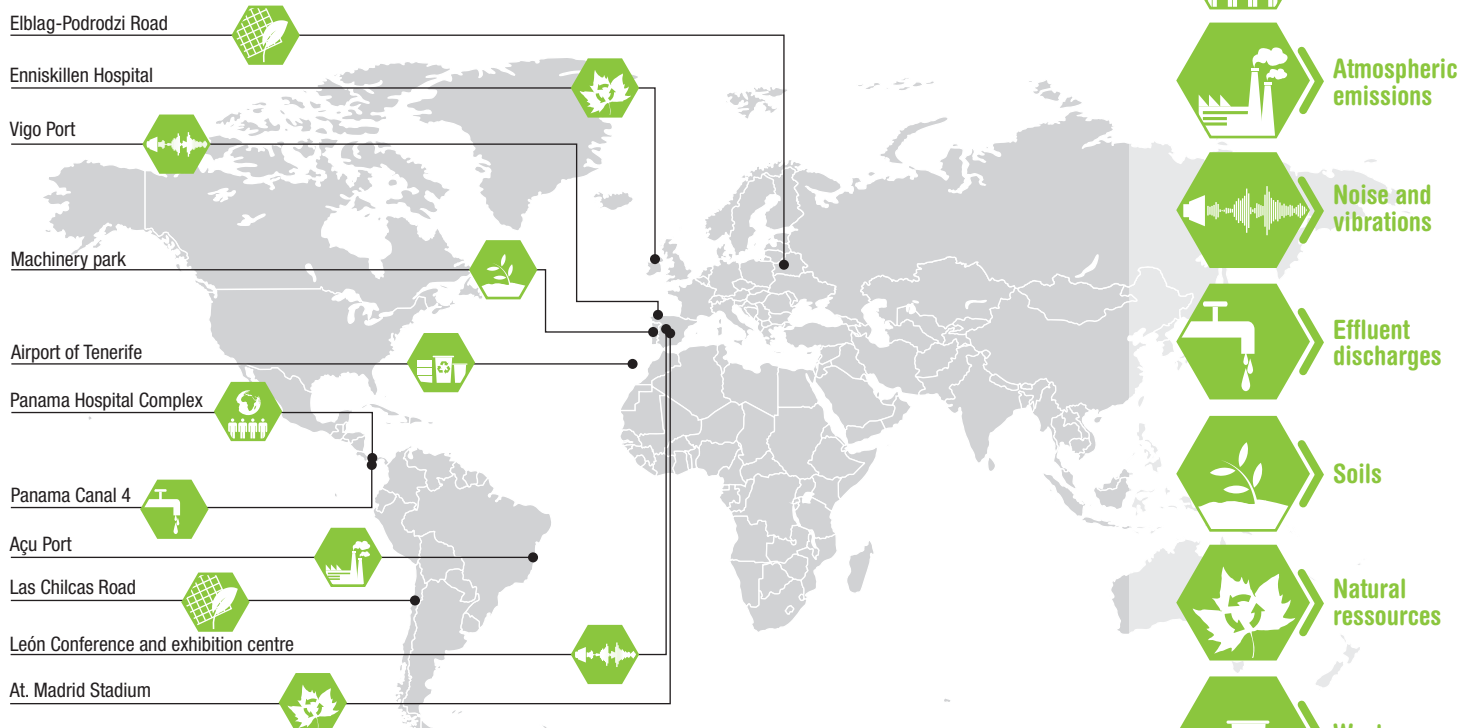 Elblag-Podrodzi Road
Enniskillen Hospital
Vigo Port
Machinery park
Airport of Tenerife
Panama Hospital Complex
Panama Canal 4
Açu Port
Las Chilcas Road
León Conference and exhibition centre
At. Madrid Stadium
Atmospheric
emissions
Noise and
vibrations
Effluent
discharges
Soils
Natural
ressources